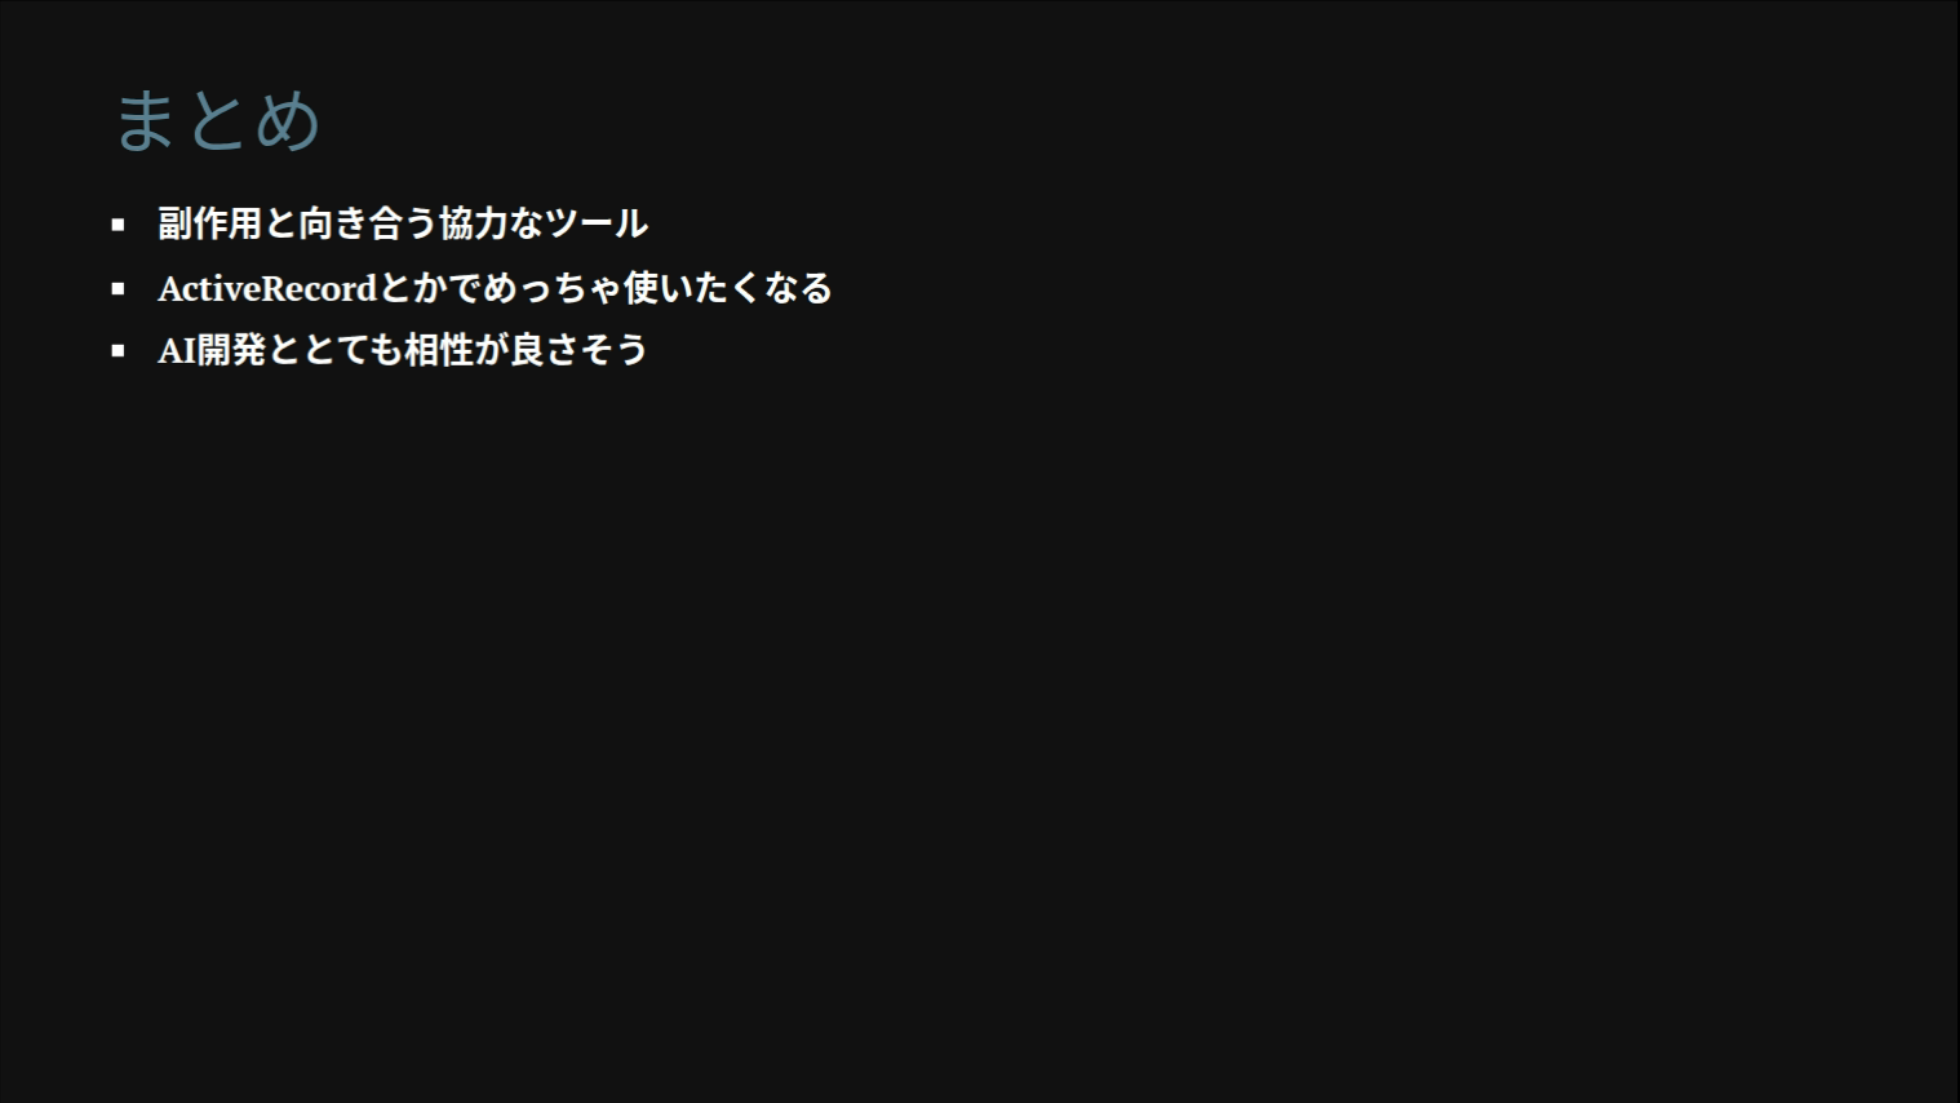 まとめ
副作用と向き合う協力なツール
ActiveRecordとかでめっちゃ使いたくなる
AI開発ととても相性が良さそう